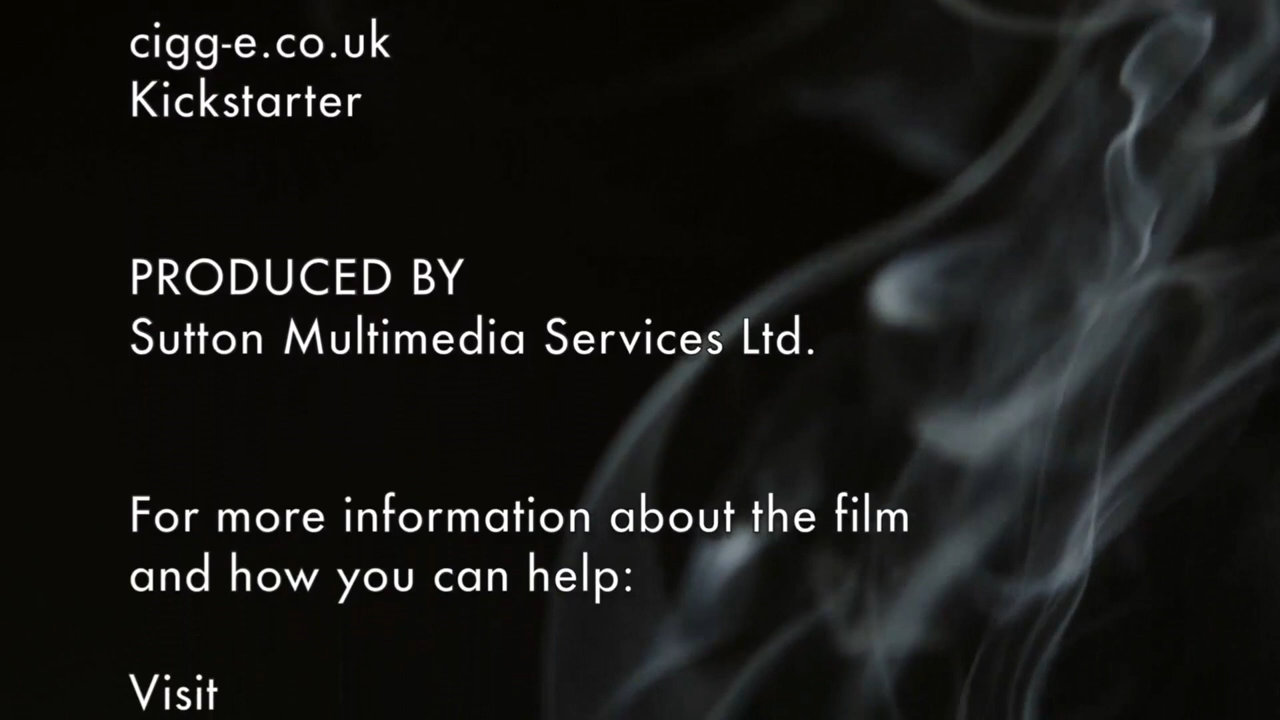 cigg-e.co.uk
Kickstarter
PRODUCED BY
Sutton Multimedia Services Ltd.
For more information about the film
and how you can help:
Visit